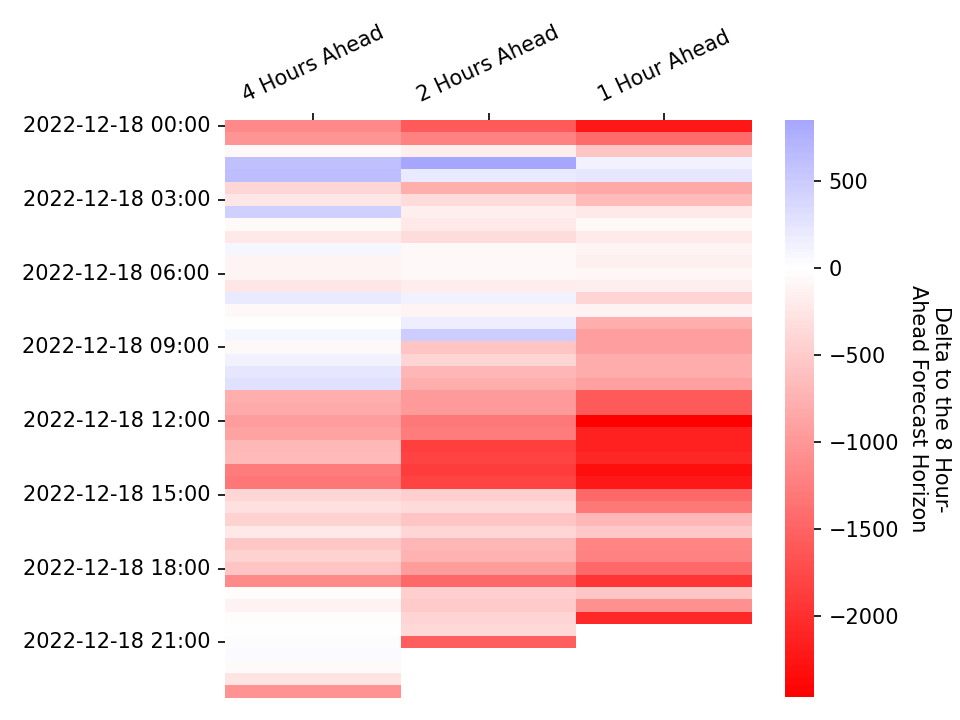 4 Hours Ahead
2 Hours Ahead
1 Hour Ahead
2022-12-18 00:00
2022-12-18 03:00
2022-12-18 06:00
2022-12-18 09:00
2022-12-18 12:00
2022-12-18 15:00
2022-12-18 18:00
2022-12-18 21:00
500
0
−500
−1000
−1500
−2000
Delta to the 8 Hour-
Ahead Forecast Horizon